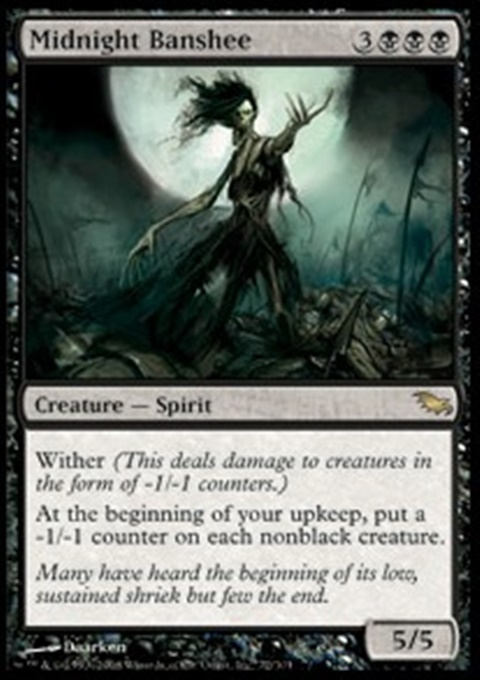 Midnight Banshee 3
Creature — Spirit
Wither (This deals damage to creatures in
the form of -1/-1 counters.)
At the beginning of your upkeep, put a
-1/-1 counter on each nonblack creature.
Many have heard the beginning of its low,
sustained shriek but few the end.
5/5
Daarken